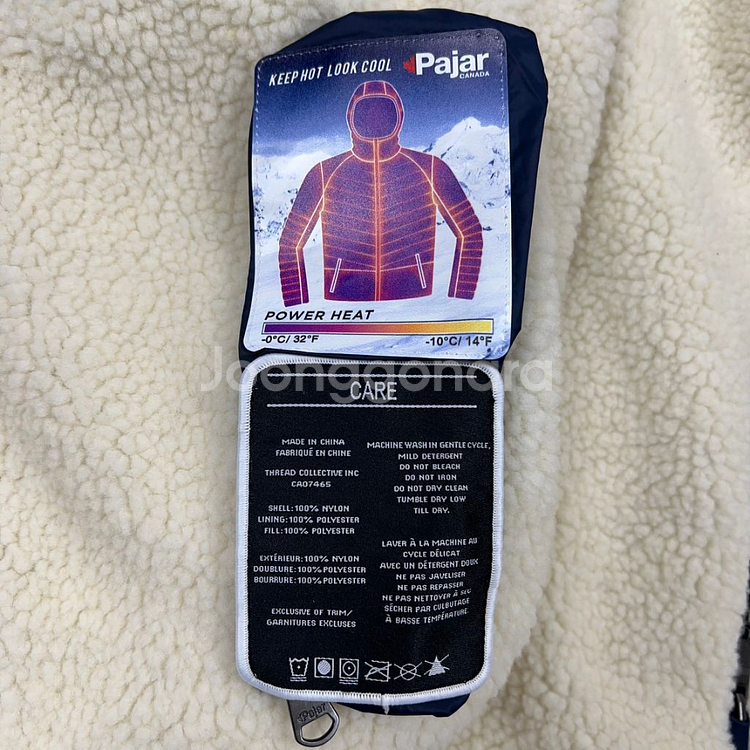 KEEP HOT LOOK COOL
Pajar
CANADA
POWER HEAT
-0°C/ 32°F
-10°C/ 14°F
Joonggonara
CARE
MADE IN CHINA
FABRIQUÉ EN CHINE
THREAD COLLECTIVE INC
CA07465
SHELL: 100% NYLON
LINING: 100% POLYESTER
FILL: 100% POLYESTER
EXTÉRIEUR: 100% NYLON
DOUBLURE: 100% POLYESTER
BOURRURE: 100% POLYESTER
EXCLUSIVE OF TRIM/
GARNITURES EXCLUSES
MACHINE WASH IN GENTLE CYCLE,
MILD DETERGENT
DO NOT BLEACH
DO NOT IRON
DO NOT DRY CLEAN
TUMBLE DRY LOW
TILL DRY.
LAVER À LA MACHINE AU
CYCLE DÉLICAT
AVEC UN DÉTERGENT DOUX
NE PAS JAVELISER
NE PAS REPASSER
NE PAS NETTOYER À SEC
SÉCHER PAR CULBUTAGE
À BASSE TEMPÉRATURE.
Pajar